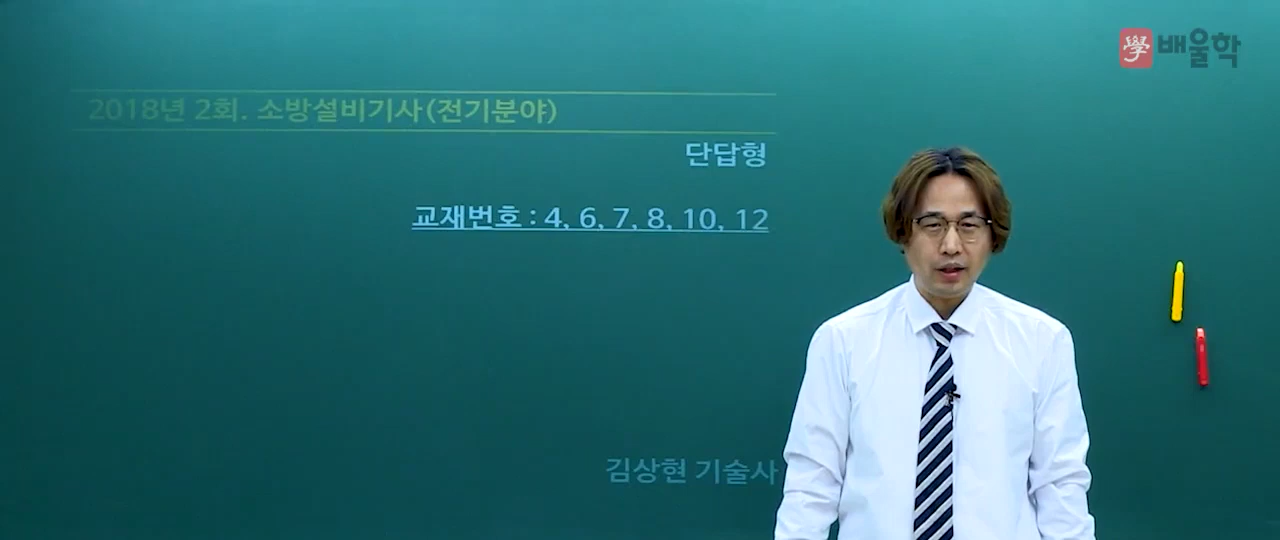 學 배울학
2018년 2회. 소방설비기사(전기분야)
단답형
교재번호 : 4, 6, 7, 8, 10, 12
김상현 기술사